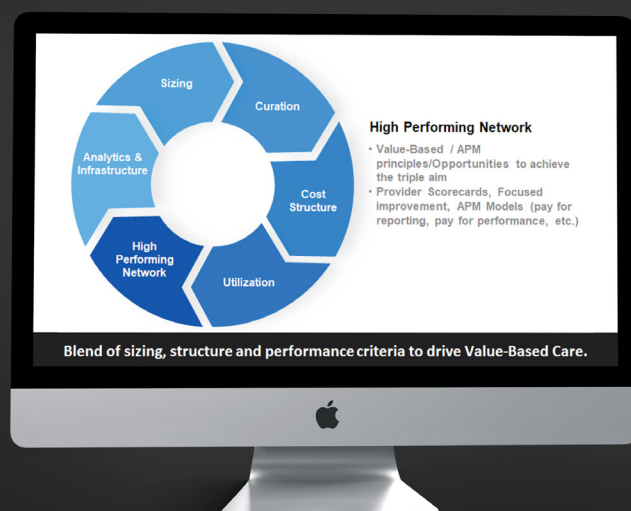 Sizing
Curation
Cost
Structure
Utilization
High
Performing
Network
Analytics &
Infrastructure
High Performing Network
• Value-Based / APM
principles/Opportunities to achieve
the triple aim
• Provider Scorecards, Focused
improvement, APM Models (pay for
reporting, pay for performance, etc.)
Blend of sizing, structure and performance criteria to drive Value-Based Care.